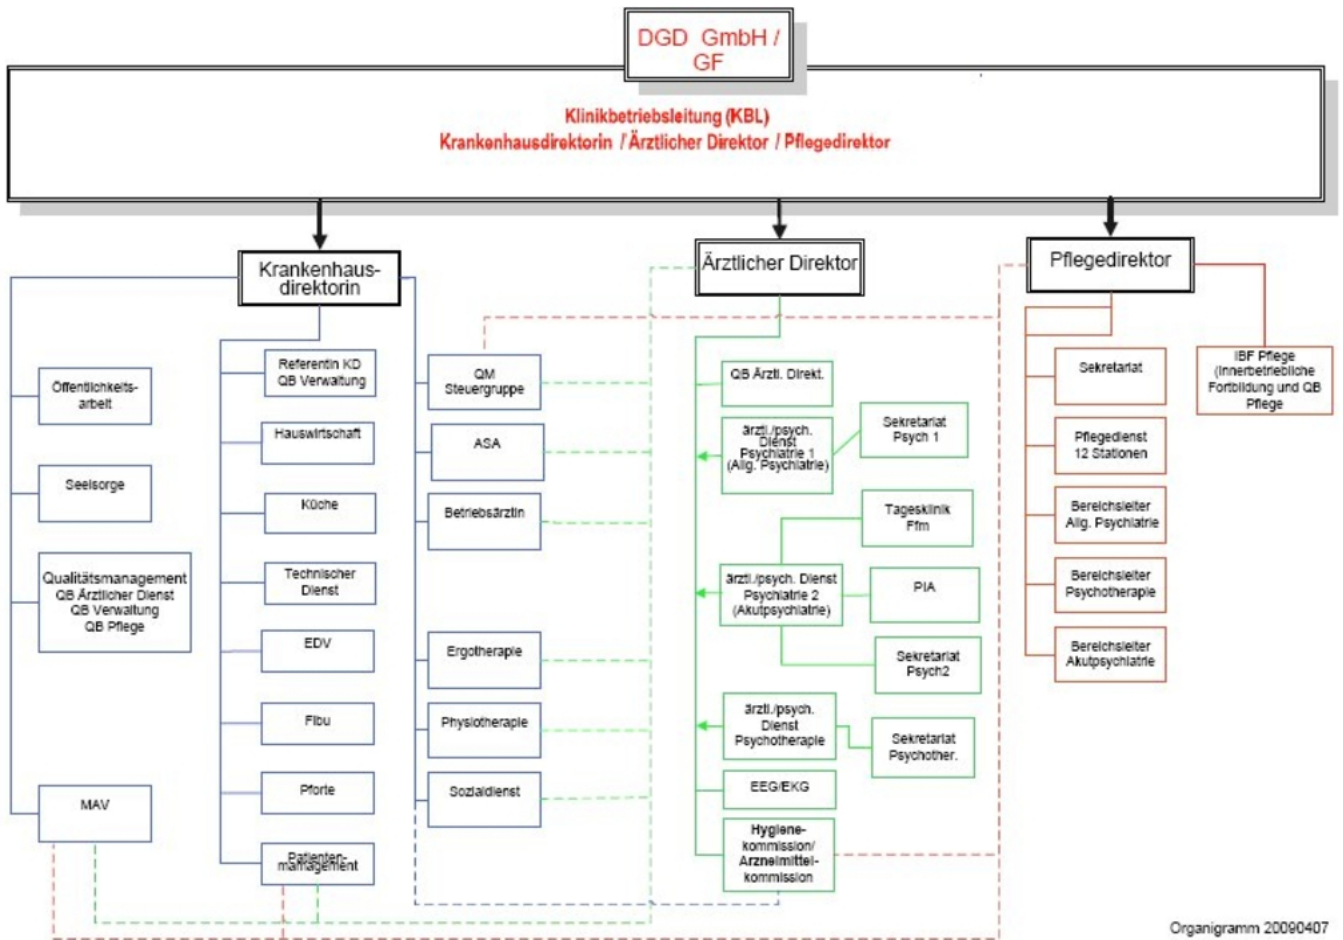 DGD GmbH /
GF
Klinikbetriebsleitung (KBL)
Krankenhausdirektorin / Ärztlicher Direktor / Pflegedirektor
Krankenhaus-
direktorin
Ärztlicher Direktor
Pflegedirektor
Öffentlichkeits-
arbeit
Seelsorge
Qualitätsmanagement
QB Ärztlicher Dienst
QB Verwaltung
QB Pflege
MAV
Referentin KD
QB Verwaltung
Hauswirtschaft
Küche
Technischer
Dienst
EDV
Fibu
Pforte
Patienten-
mamagement
QM
Steuergruppe
ASA
Betriebsärztin
Ergotherapie
Physiotherapie
Sozialdienst
QB Ärztl. Direkt.
ärztl./psych.
Dienst
Psychiatrie 1
(Allg. Psychiatrie)
Sekretariat
Psych 1
Tagesklinik
Ffm
ärztl./psych. Dienst
Psychiatrie 2
(Akutpsychiatrie)
PIA
Sekretariat
Psych2
ärztl./psych.
Dienst
Psychotherapie
Sekretariat
Psychother.
EEG/EKG
Hygiene-
kommission/
Arzneimittel-
kommission
Sekretariat
Pflegedienst
12 Stationen
Bereichsleiter
Allg. Psychiatrie
Bereichsleiter
Psychotherapie
Bereichsleiter
Akutpsychiatrie
IBF Pflege
(Innerbetriebliche
Fortbildung und QB
Pflege
Organigramm 20090407